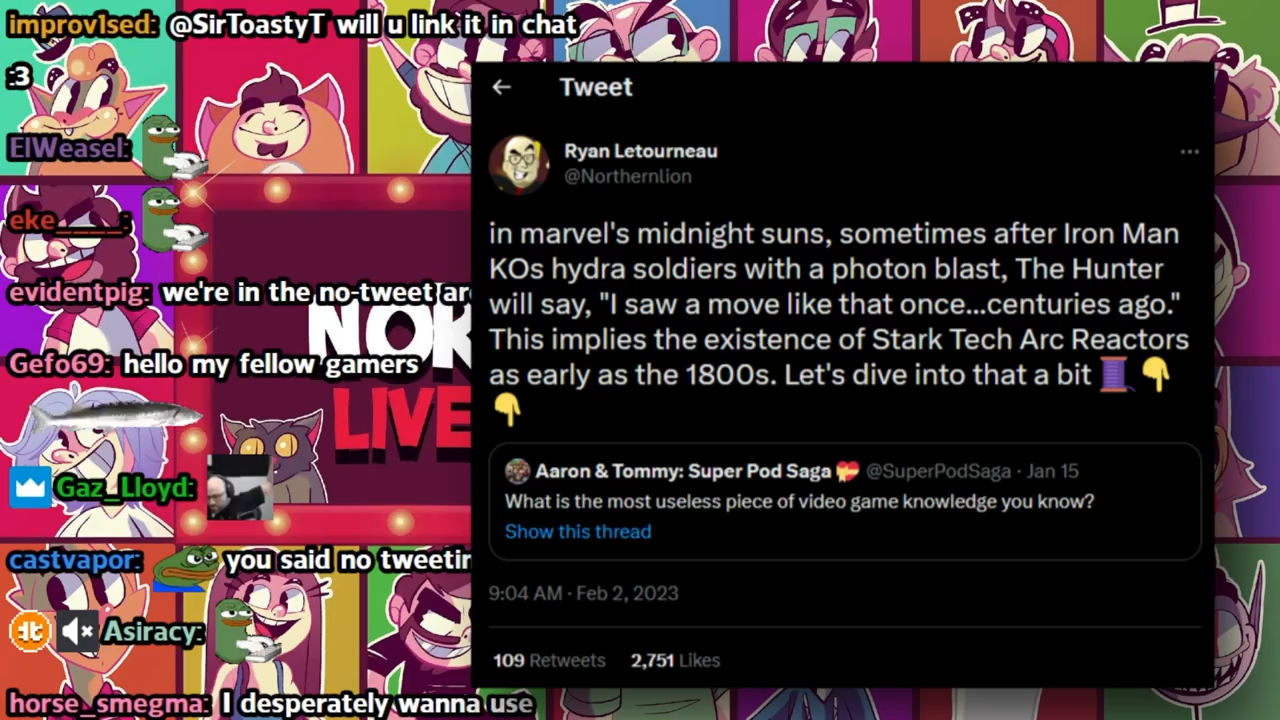 improv1sed: @SirToastyT will u link it in chat
:3
ElWeasel:
eke____:
evidentpig: we're in the no-tweet ar
Gefo69: hello my fellow gamers
NOR
LIVE
Gaz_Lloyd:
castvapor: you said no tweetin
Asiracy:
horse_smegma: I desperately wanna use
← Tweet
Ryan Letourneau
@Northernlion
in marvel's midnight suns, sometimes after Iron Man
KOs hydra soldiers with a photon blast, The Hunter
will say, "I saw a move like that once...centuries ago."
This implies the existence of Stark Tech Arc Reactors
as early as the 1800s. Let's dive into that a bit 🧵👇
👇
Aaron & Tommy: Super Pod Saga 💝 @SuperPodSaga · Jan 15
What is the most useless piece of video game knowledge you know?
Show this thread
9:04 AM · Feb 2, 2023
109 Retweets 2,751 Likes